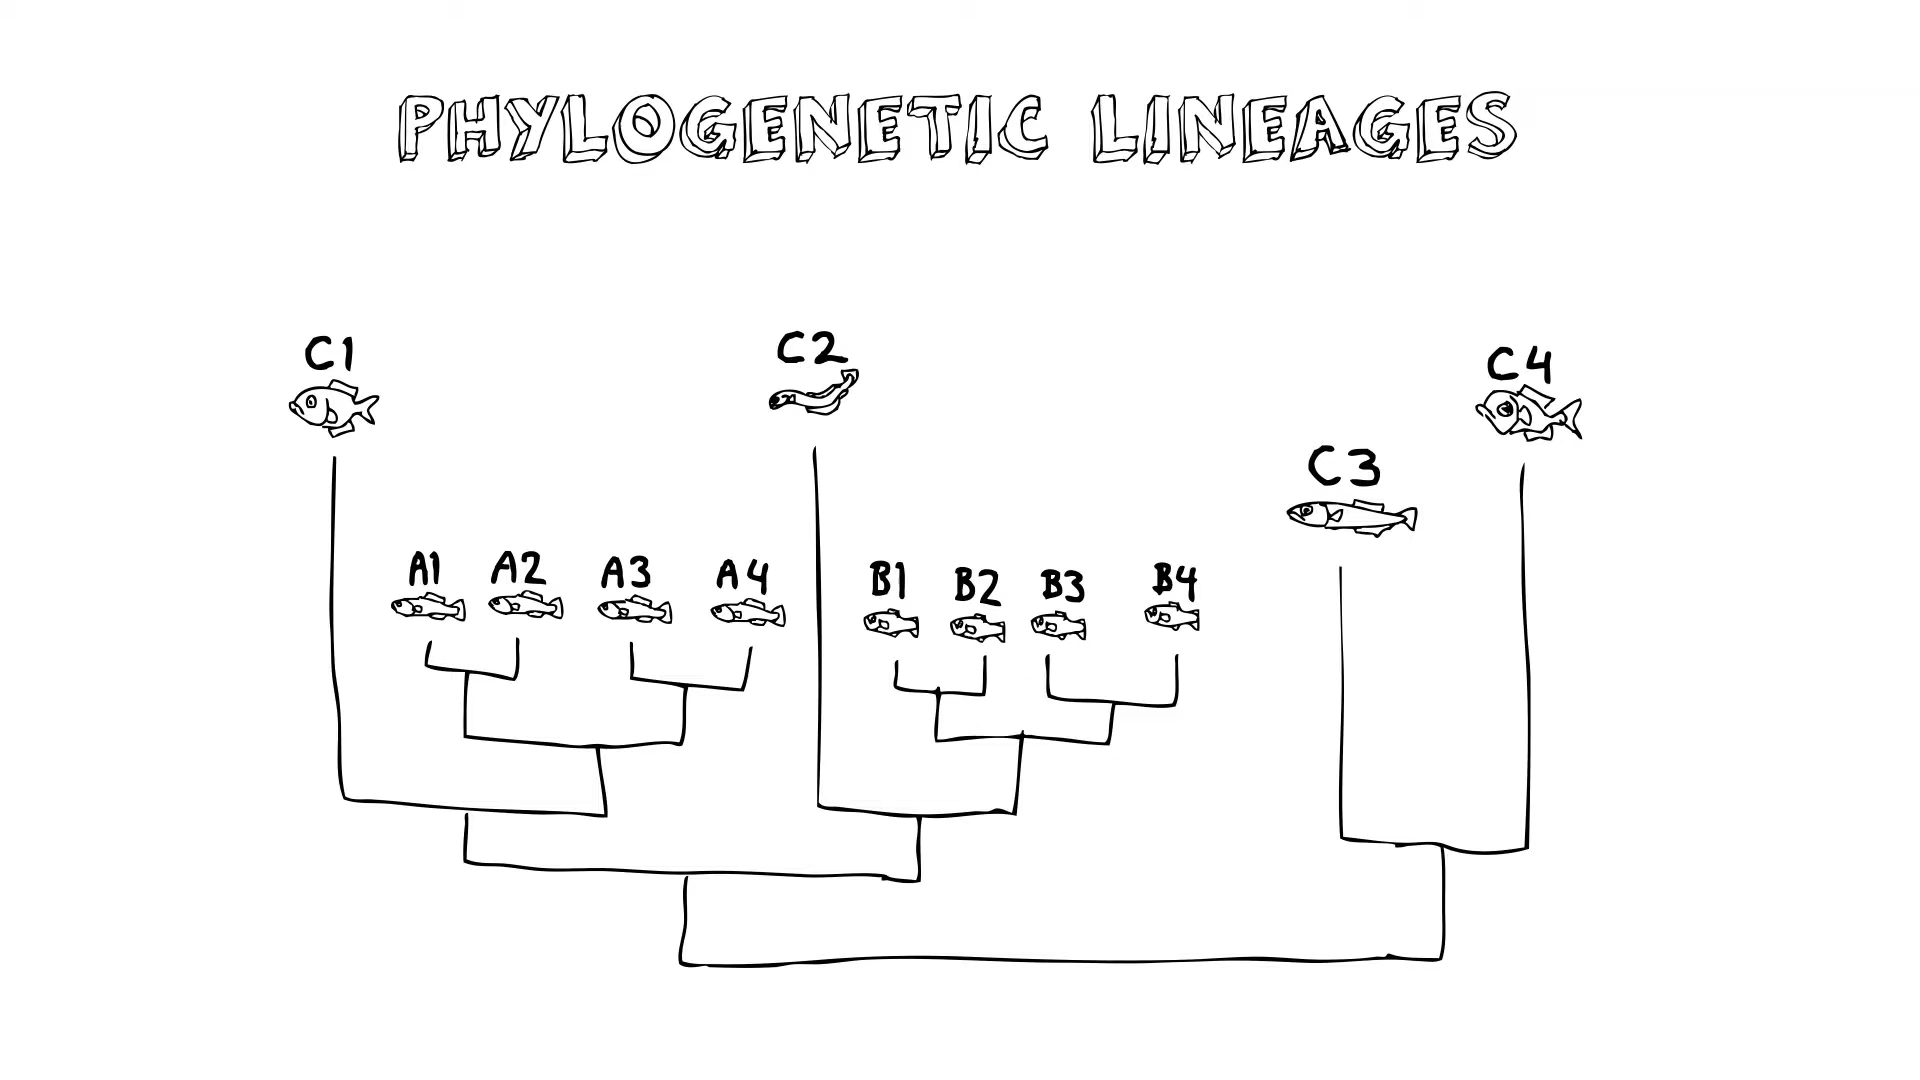 PHYLOGENETIC LINEAGES
C1
C2
C4
C3
A1 A2 A3 A4
B1 B2 B3 B4